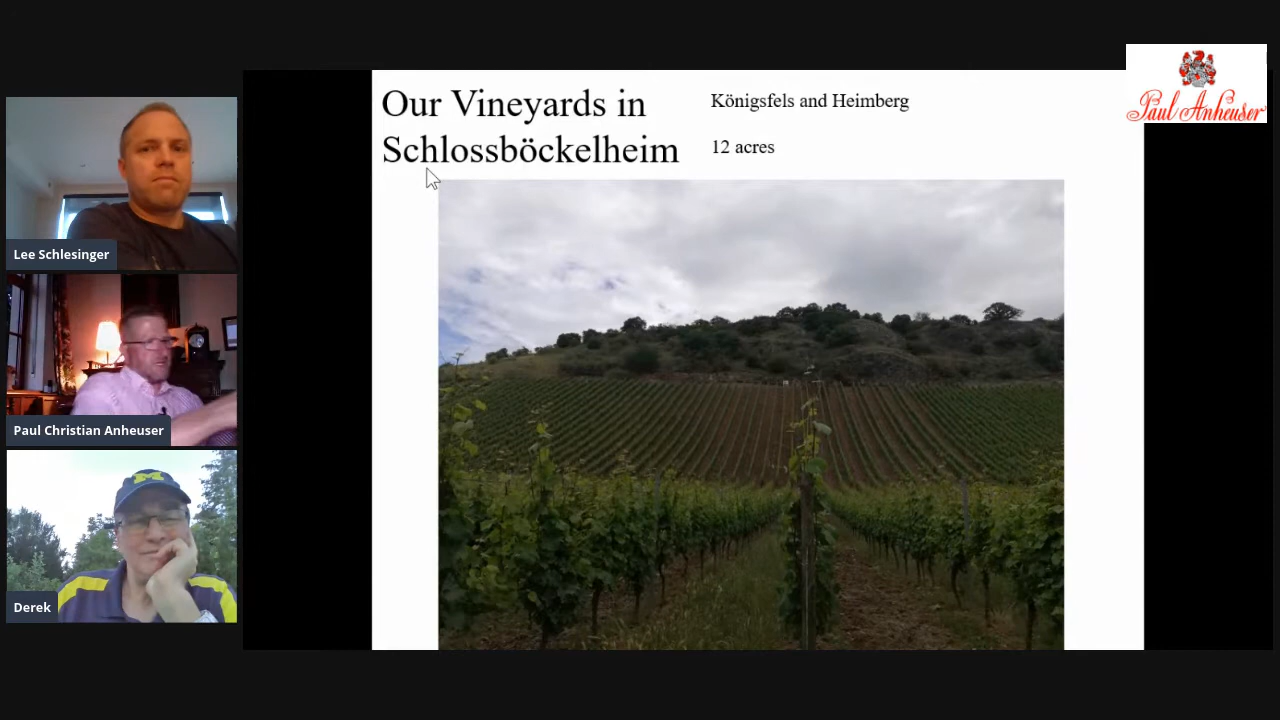 Our Vineyards in
Schlossböckelheim
Königsfels and Heimberg
12 acres
Paul Anheuser
Lee Schlesinger
Paul Christian Anheuser
M
Derek